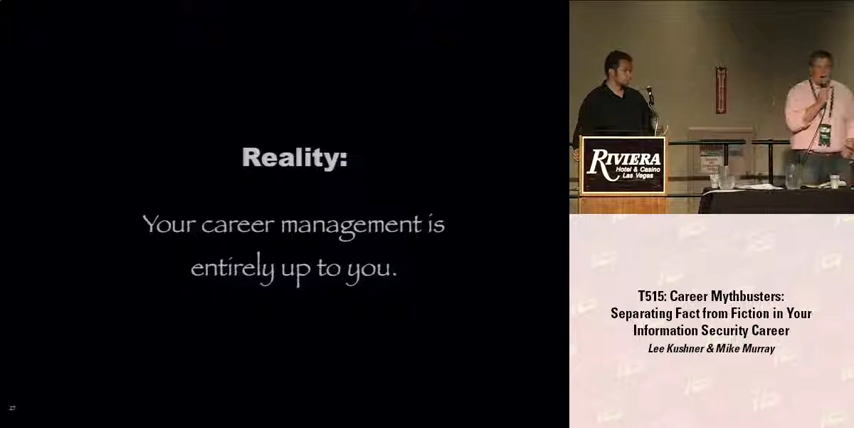 Reality:
Your career management is
entirely up to you.
27
RIVIERA
Hotel & Casino
Las Vegas
T515: Career Mythbusters:
Separating Fact from Fiction in Your
Information Security Career
Lee Kushner & Mike Murray